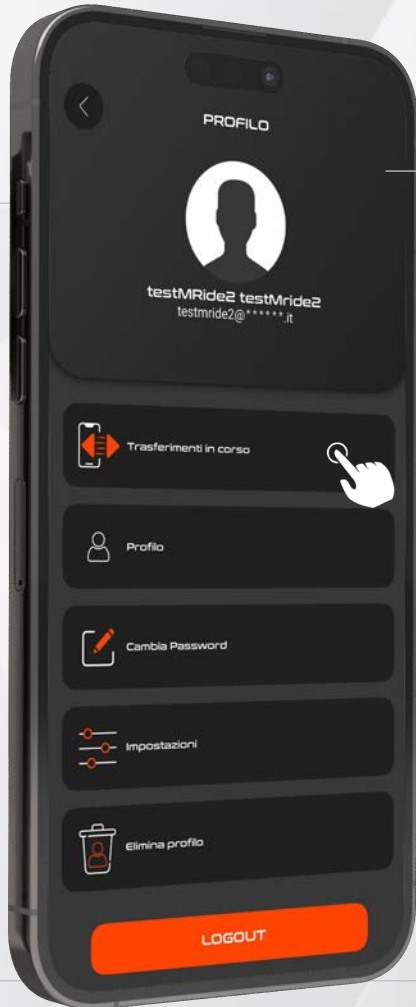 PROFILO
testMRide2 testMride2
testmride2@******.it
Trasferimenti in corso
Profilo
Cambia Password
Impostazioni
Elimina profilo
LOGOUT